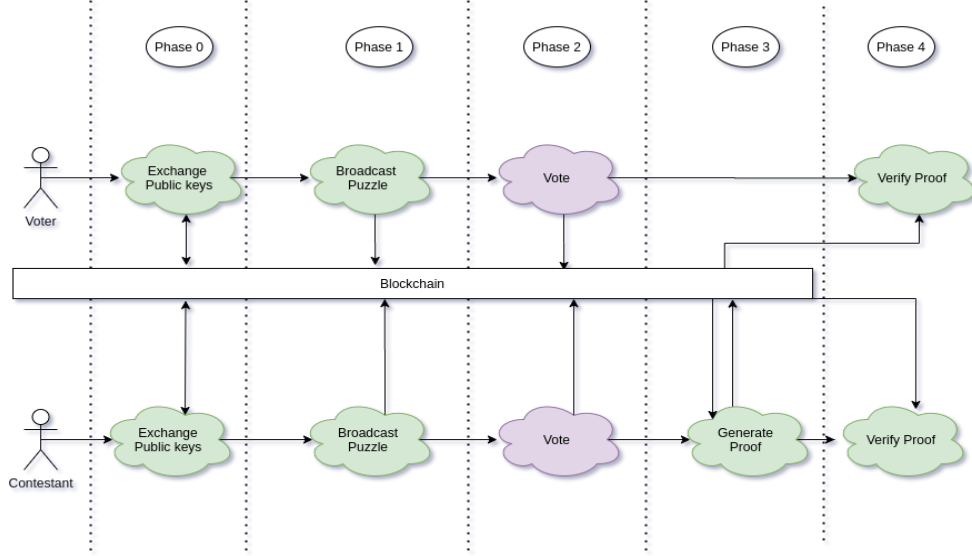 Phase 0
Phase 1
Phase 2
Phase 3
Phase 4
Exchange
Public keys
Broadcast
Puzzle
Vote
Verify Proof
Voter
Blockchain
Exchange
Public keys
Broadcast
Puzzle
Vote
Generate
Proof
Verify Proof
Contestant